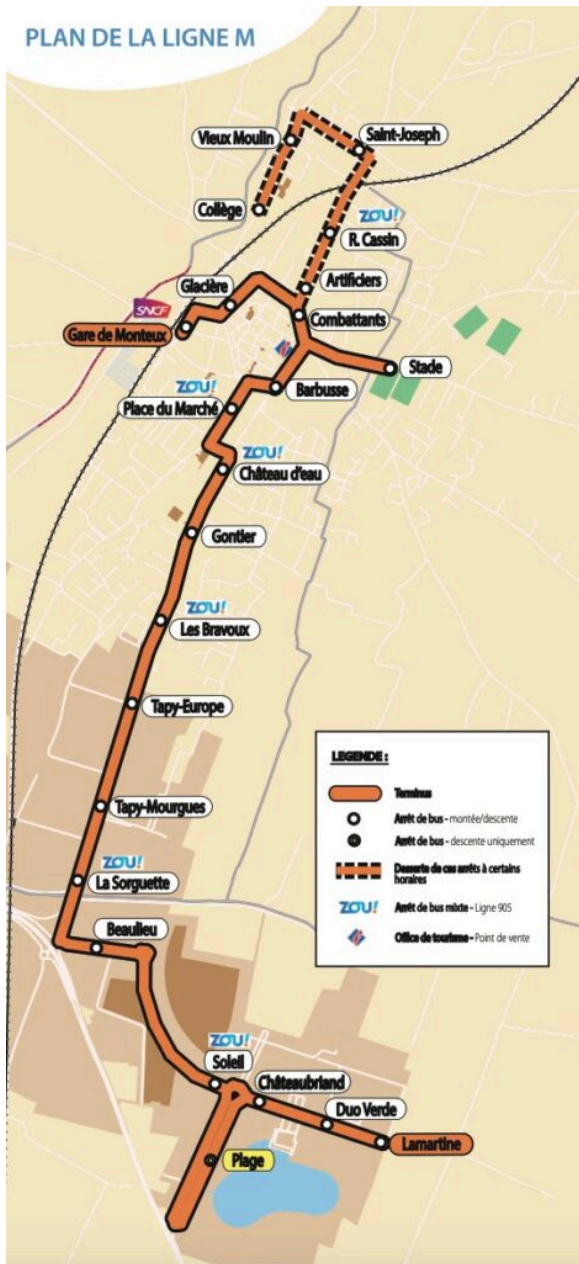 PLAN DE LA LIGNE M
Vieux Moulin
Saint-Joseph
Collège
ZOU!
R. Cassin
Glacière
Artificiers
SNCF
Combattants
Gare de Monteux
Stade
ZOU!
Barbusse
Place du Marché
ZOU!
Château d'eau
Gontier
ZOU!
Les Bravoux
Tapy-Europe
Tapy-Mourgues
ZOU!
La Sorguette
Beaulieu
ZOU!
Soleil
Châteaubriand
Duo Verde
Lamartine
Plage
LEGENDE :
Terminus
Arrêt de bus - montée/descente
Arrêt de bus - descente uniquement
Desserte de ces arrêts à certains
horaires
ZOU! Arrêt de bus mixte - Ligne 905
Office de tourisme - Point de vente